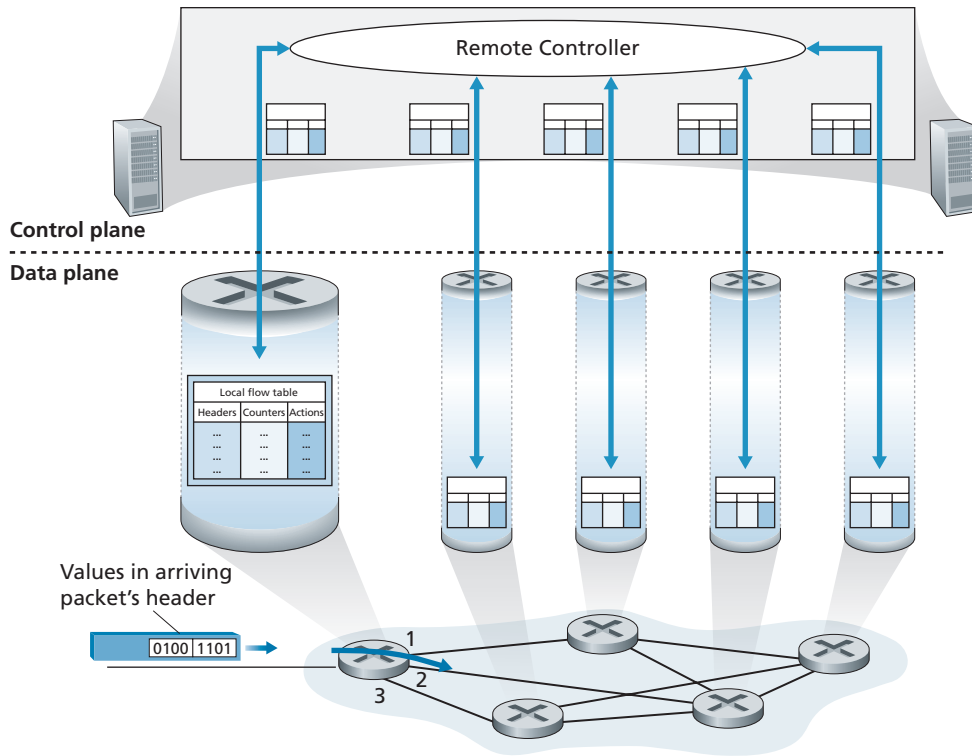 Remote Controller
Control plane
Data plane
Local flow table
Headers Counters Actions
... ... ...
... ... ...
... ... ...
... ... ...
Values in arriving
packet's header
0100 1101
1
2
3